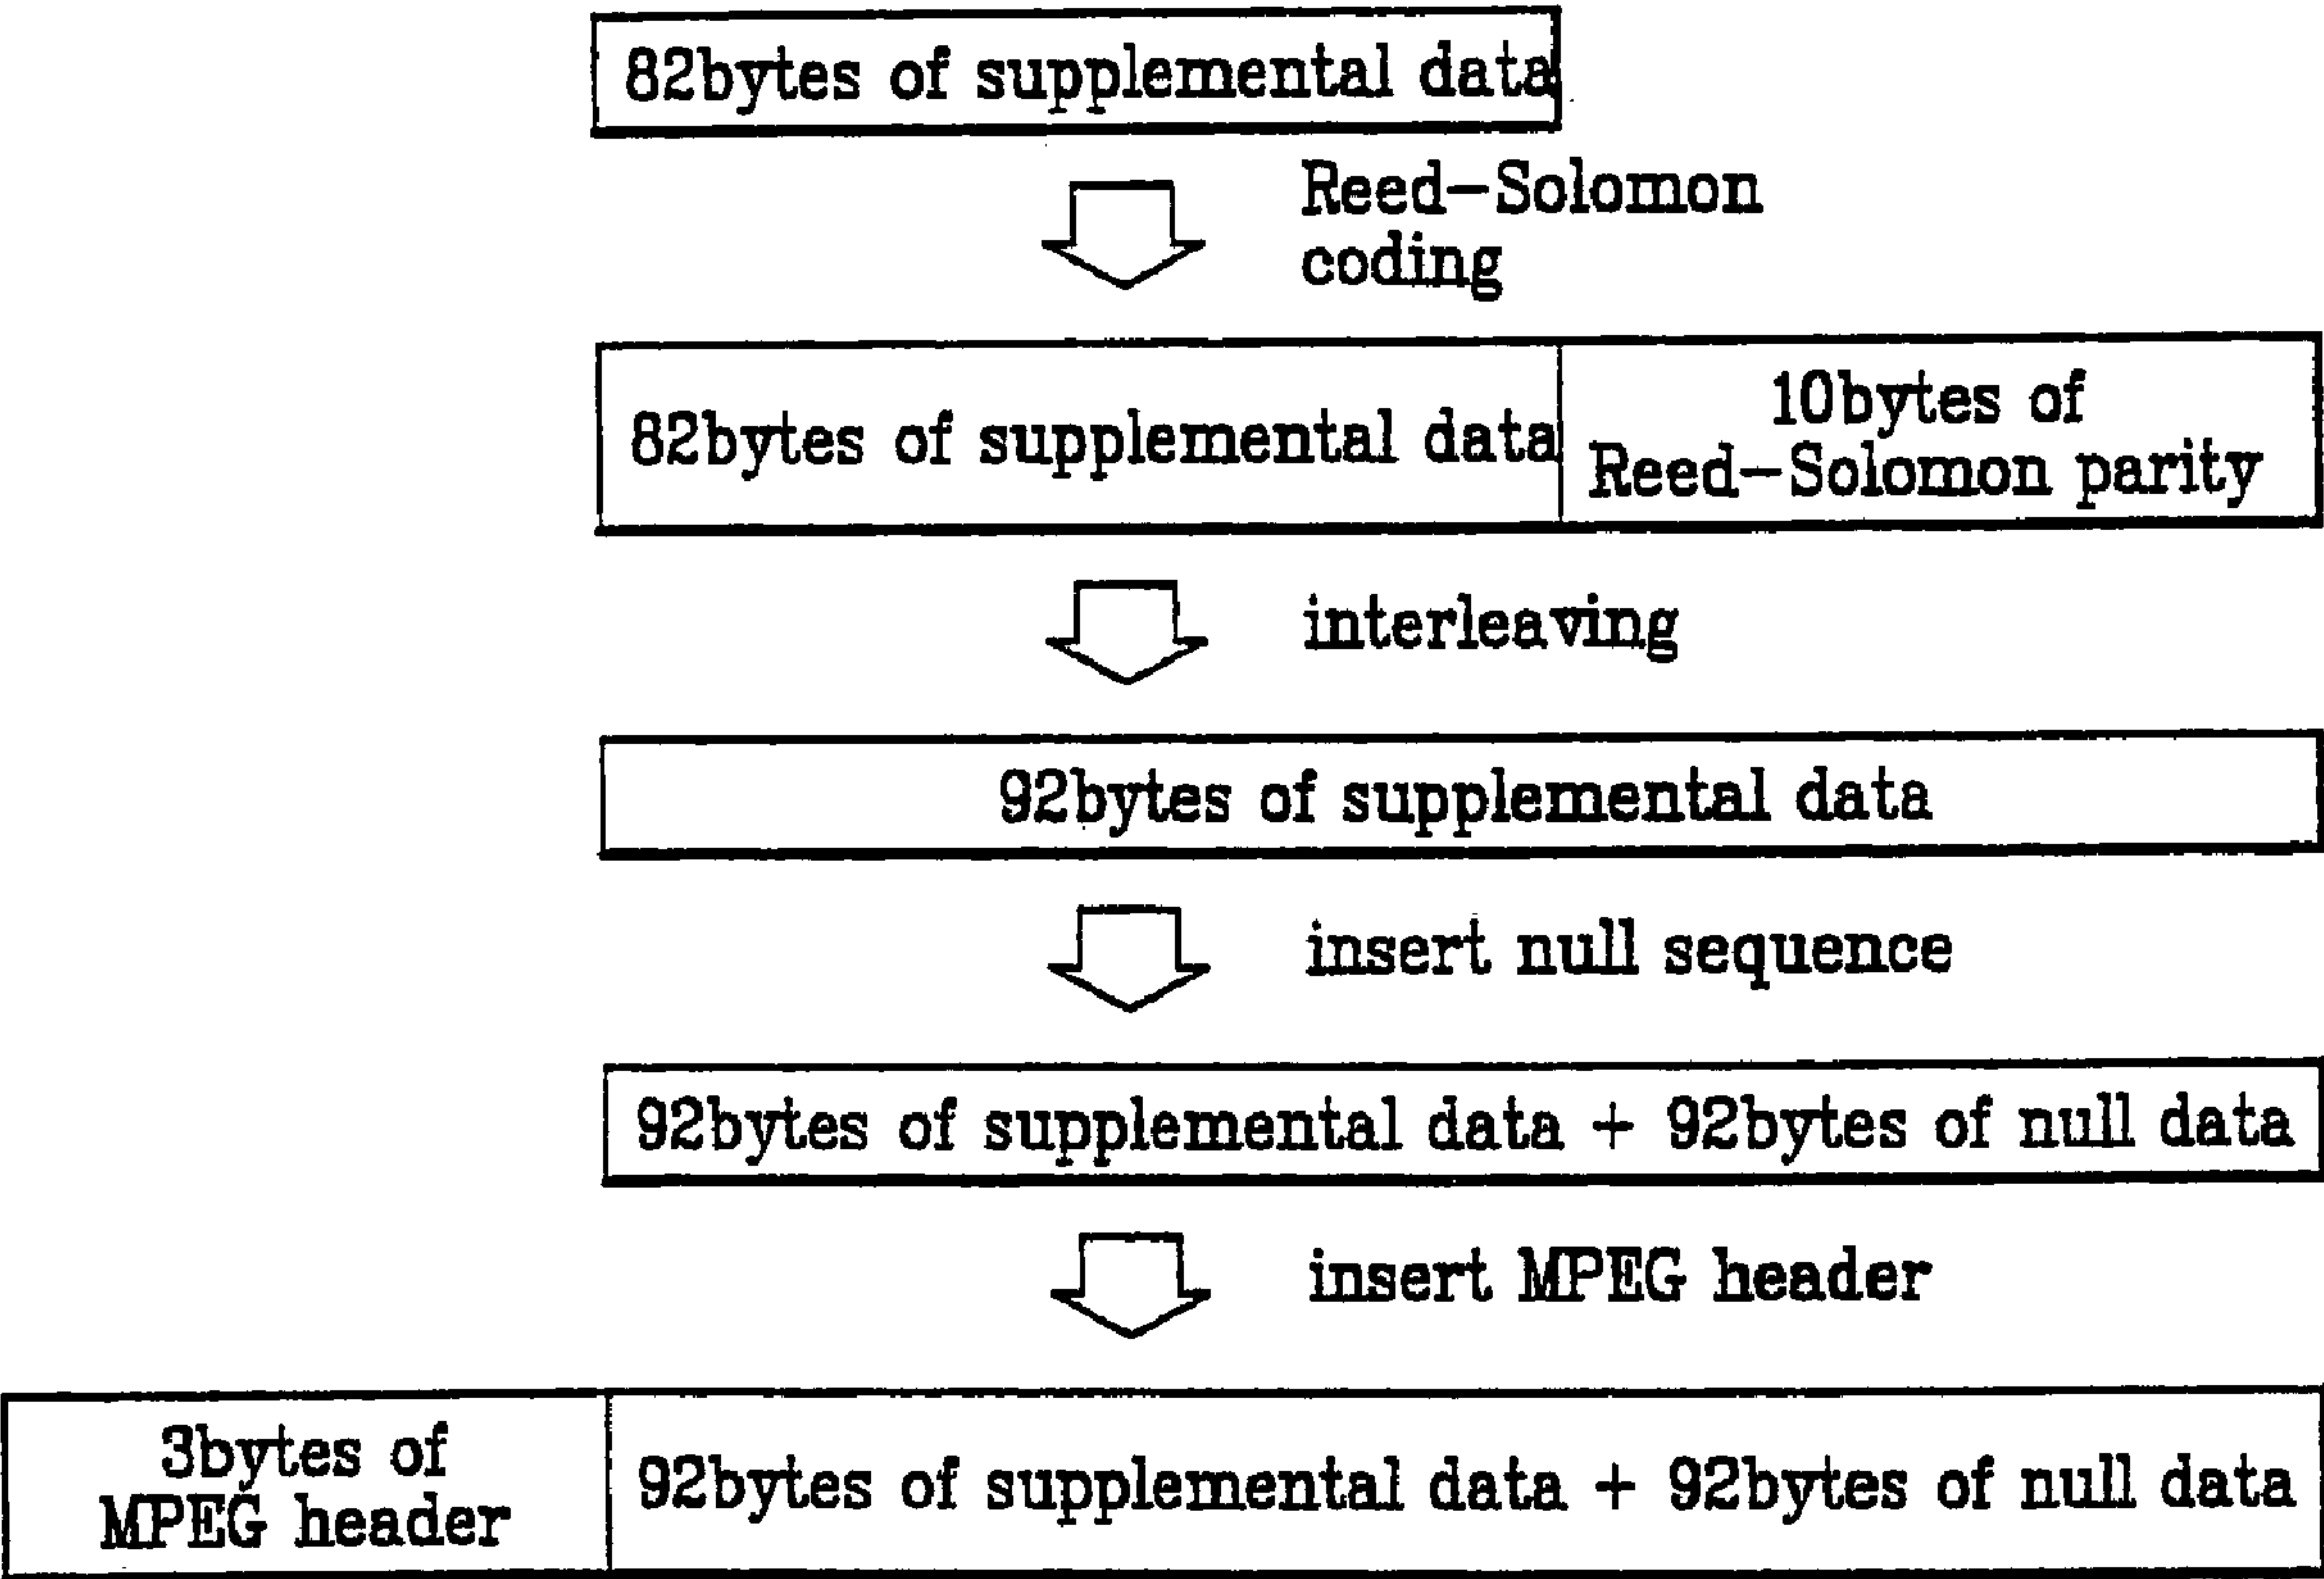 82bytes of supplemental data
Reed-Solomon
coding
82bytes of supplemental data
10bytes of
Reed-Solomon parity
interleaving
92bytes of supplemental data
insert null sequence
92bytes of supplemental data + 92bytes of null data
insert MPEG header
3bytes of
MPEG header
92bytes of supplemental data + 92bytes of null data